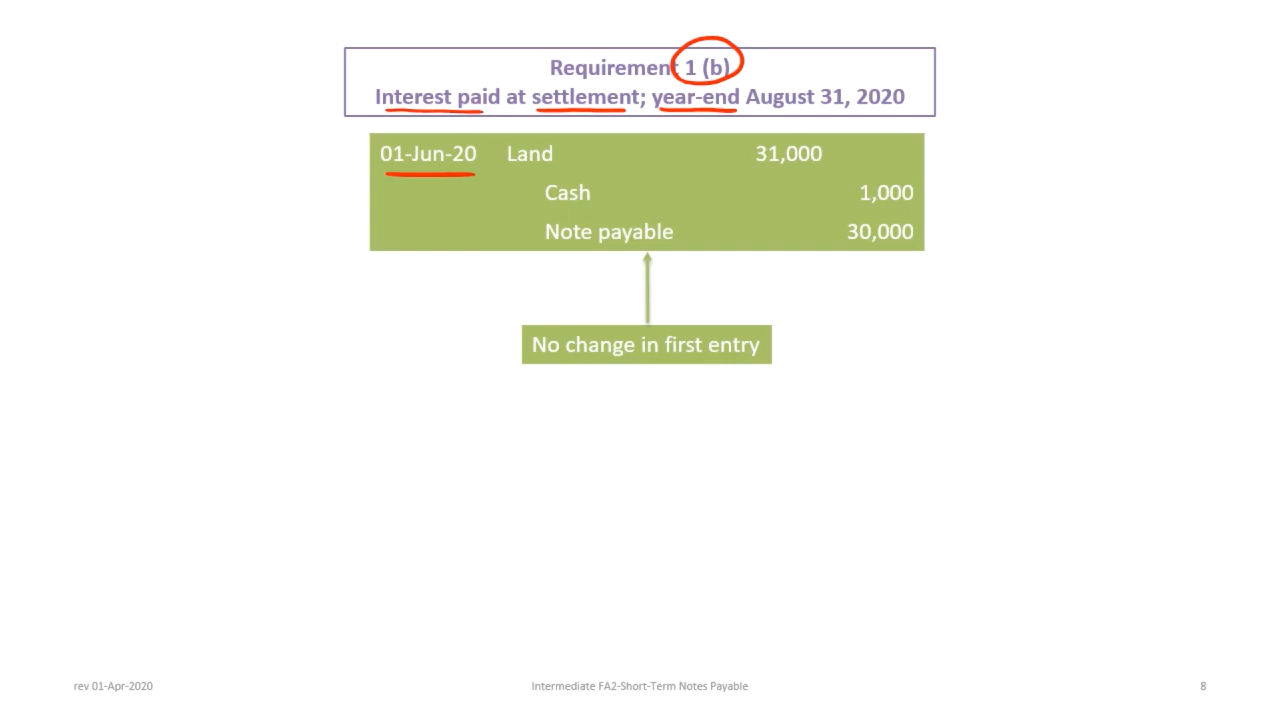 Requirement 1 (b)
Interest paid at settlement; year-end August 31, 2020
01-Jun-20 Land 31,000
Cash 1,000
Note payable 30,000
No change in first entry
rev 01-Apr-2020 Intermediate FA2-Short-Term Notes Payable 8